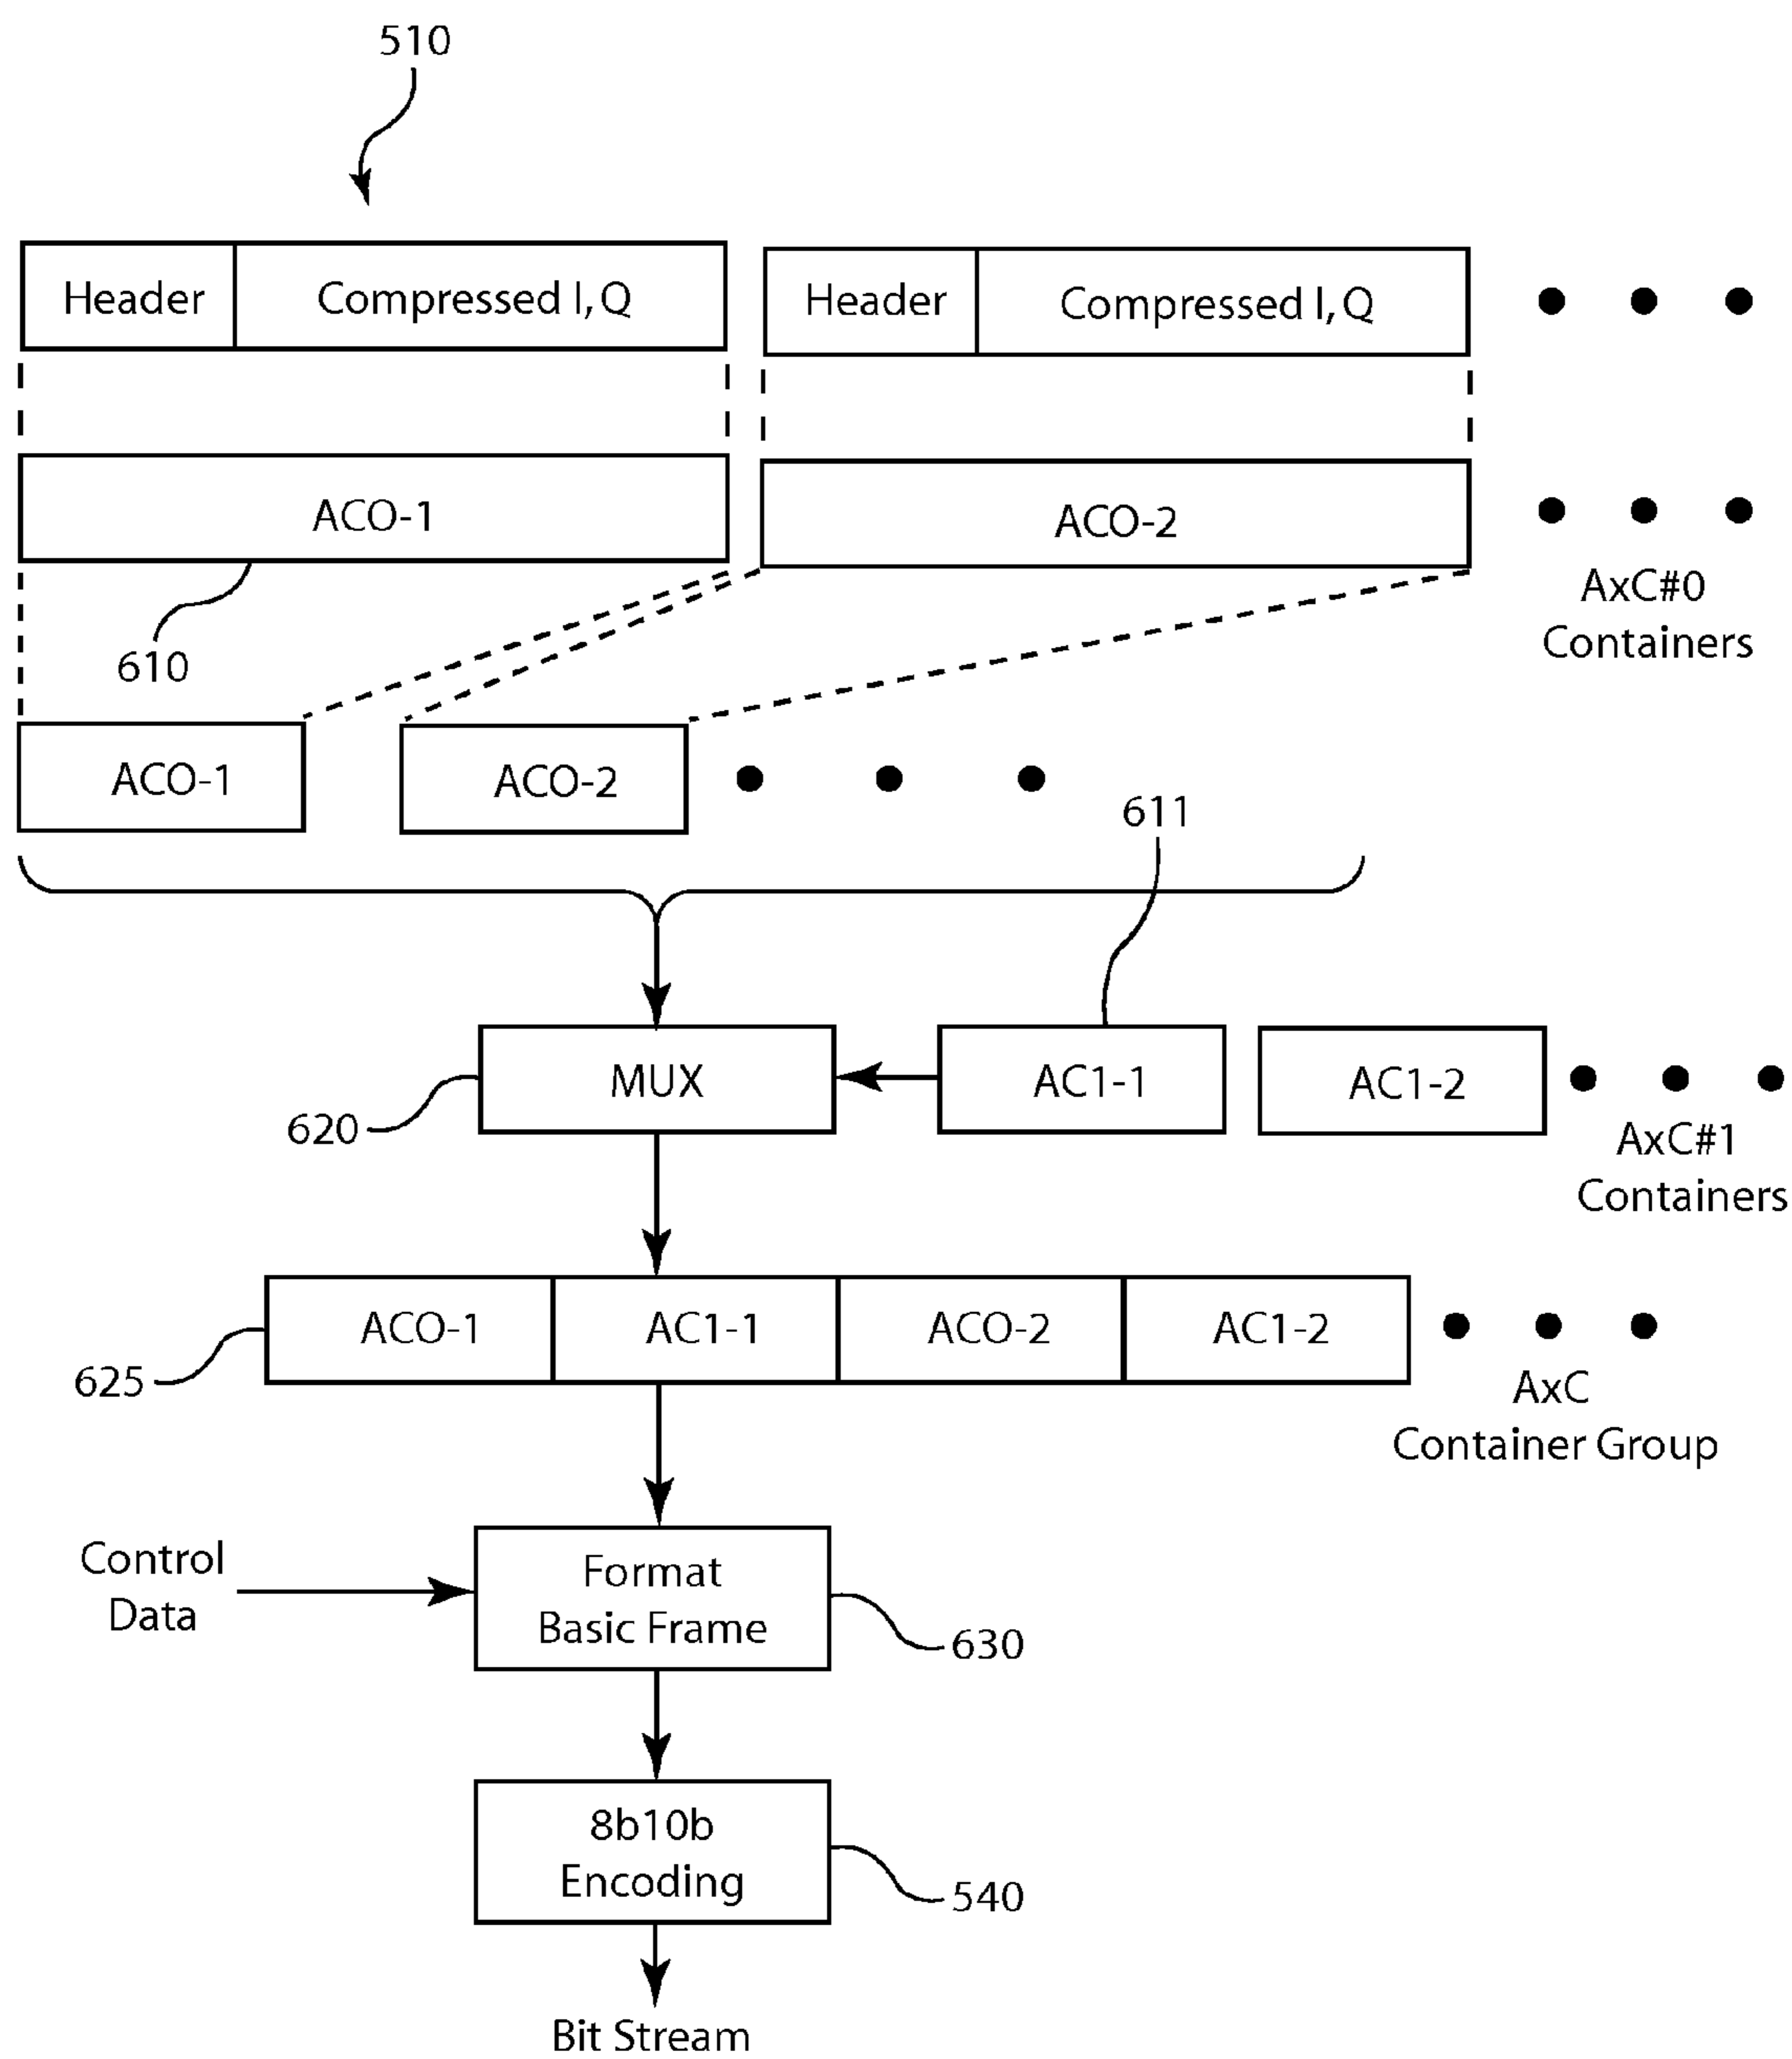 510
Header
Compressed I, Q
Header
Compressed I, Q
ACO-1
ACO-2
610
AxC#0
Containers
ACO-1
ACO-2
611
MUX
AC1-1
AC1-2
620
AxC#1
Containers
ACO-1
AC1-1
ACO-2
AC1-2
625
AxC
Container Group
Control
Data
Format
Basic Frame
630
8b10b
Encoding
540
Bit Stream